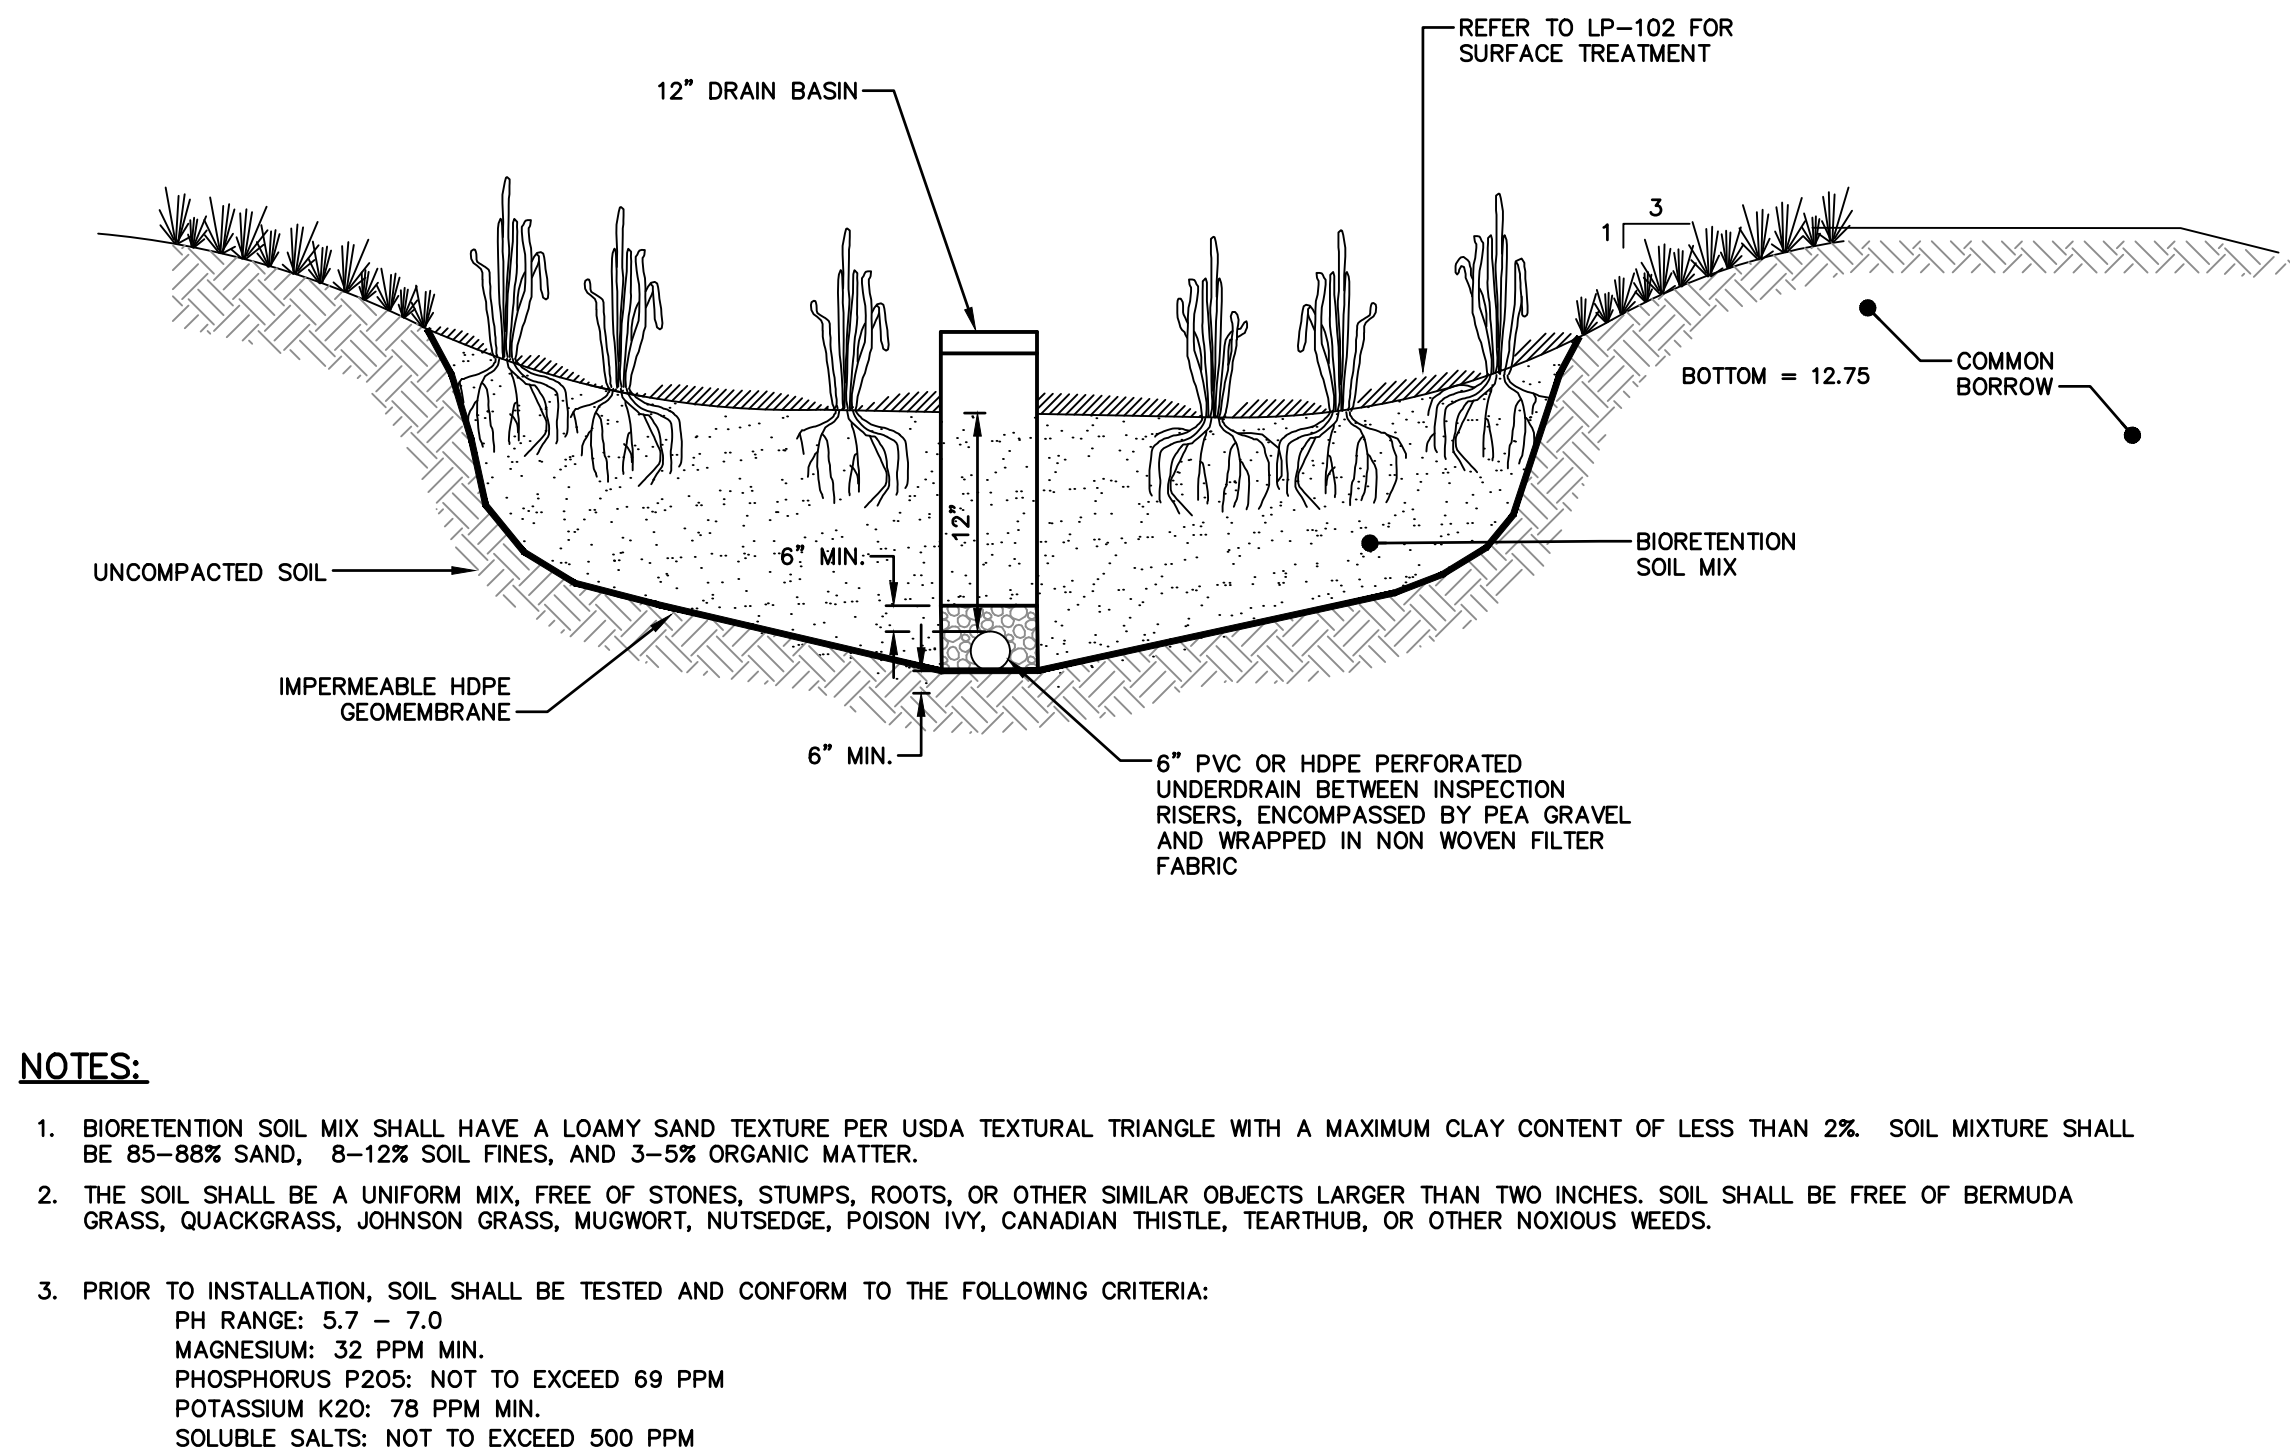 REFER TO LP-102 FOR
SURFACE TREATMENT
12" DRAIN BASIN
3
1
COMMON
BORROW
BOTTOM = 12.75
12"
6" MIN.
BIORETENTION
SOIL MIX
UNCOMPACTED SOIL
IMPERMEABLE HDPE
GEOMEMBRANE
6" MIN.
6" PVC OR HDPE PERFORATED
UNDERDRAIN BETWEEN INSPECTION
RISERS, ENCOMPASSED BY PEA GRAVEL
AND WRAPPED IN NON WOVEN FILTER
FABRIC
NOTES:
1. BIORETENTION SOIL MIX SHALL HAVE A LOAMY SAND TEXTURE PER USDA TEXTURAL TRIANGLE WITH A MAXIMUM CLAY CONTENT OF LESS THAN 2%. SOIL MIXTURE SHALL
BE 85-88% SAND, 8-12% SOIL FINES, AND 3-5% ORGANIC MATTER.
2. THE SOIL SHALL BE A UNIFORM MIX, FREE OF STONES, STUMPS, ROOTS, OR OTHER SIMILAR OBJECTS LARGER THAN TWO INCHES. SOIL SHALL BE FREE OF BERMUDA
GRASS, QUACKGRASS, JOHNSON GRASS, MUGWORT, NUTSEDGE, POISON IVY, CANADIAN THISTLE, TEARTHUB, OR OTHER NOXIOUS WEEDS.
3. PRIOR TO INSTALLATION, SOIL SHALL BE TESTED AND CONFORM TO THE FOLLOWING CRITERIA:
PH RANGE: 5.7 - 7.0
MAGNESIUM: 32 PPM MIN.
PHOSPHORUS P2O5: NOT TO EXCEED 69 PPM
POTASSIUM K2O: 78 PPM MIN.
SOLUBLE SALTS: NOT TO EXCEED 500 PPM